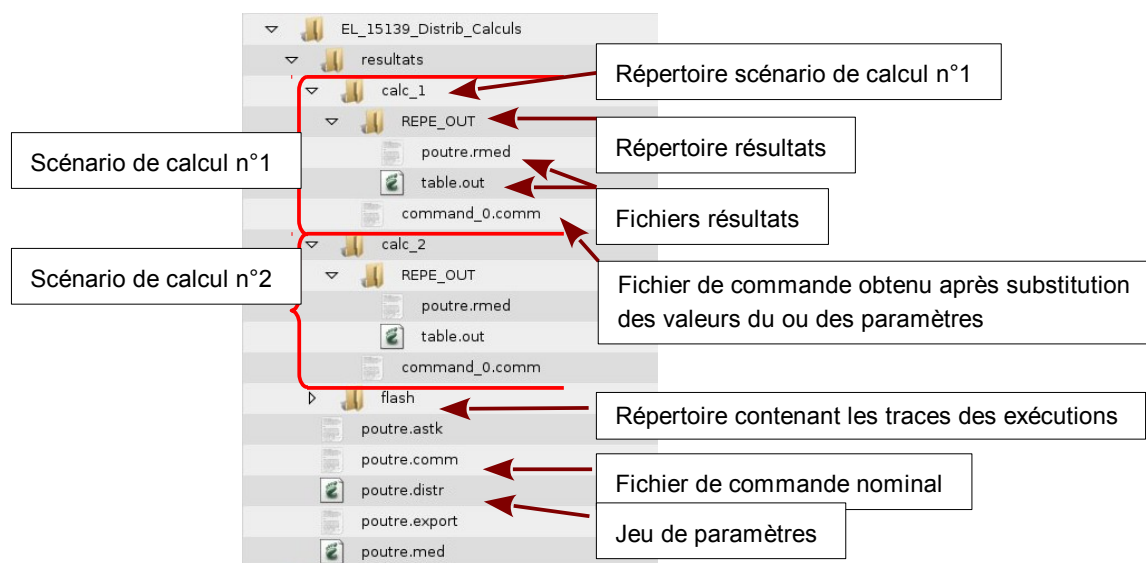 EL_15139_Distrib_Calculs
resultats
calc_1
Répertoire scénario de calcul n°1
REPE_OUT
Répertoire résultats
Scénario de calcul n°1
poutre.rmed
table.out
Fichiers résultats
command_0.comm
calc_2
Scénario de calcul n°2
REPE_OUT
Fichier de commande obtenu après substitution
des valeurs du ou des paramètres
poutre.rmed
table.out
command_0.comm
flash
Répertoire contenant les traces des exécutions
poutre.astk
poutre.comm
Fichier de commande nominal
poutre.distr
poutre.export
Jeu de paramètres
poutre.med